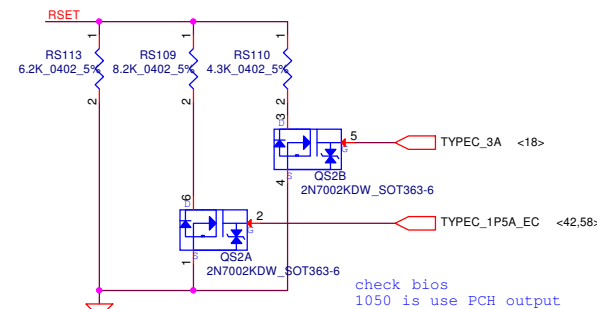 RSET
1
1
1
RS113
6.2K_0402_5%
RS109
8.2K_0402_5%
RS110
4.3K_0402_5%
2
2
2
3
D
5
G
TYPEC_3A <18>
S
4
QS2B
2N7002KDW_SOT363-6
6
D
2
G
TYPEC_1P5A_EC <42,58>
S
1
QS2A
2N7002KDW_SOT363-6
check bios
1050 is use PCH output